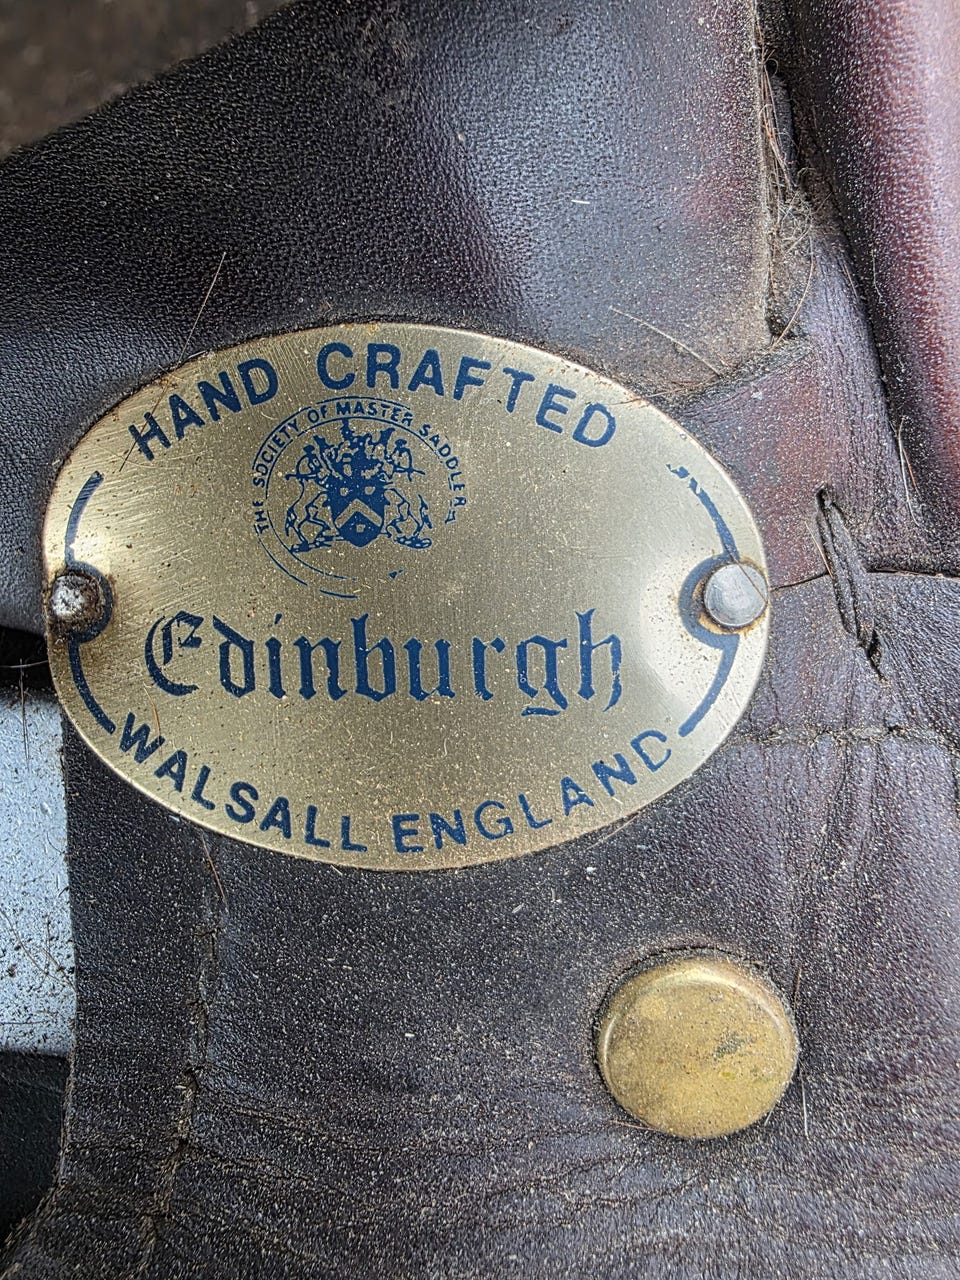 HAND CRAFTED
THE SOCIETY OF MASTER SADDLERS
Edinburgh
WALSALL ENGLAND